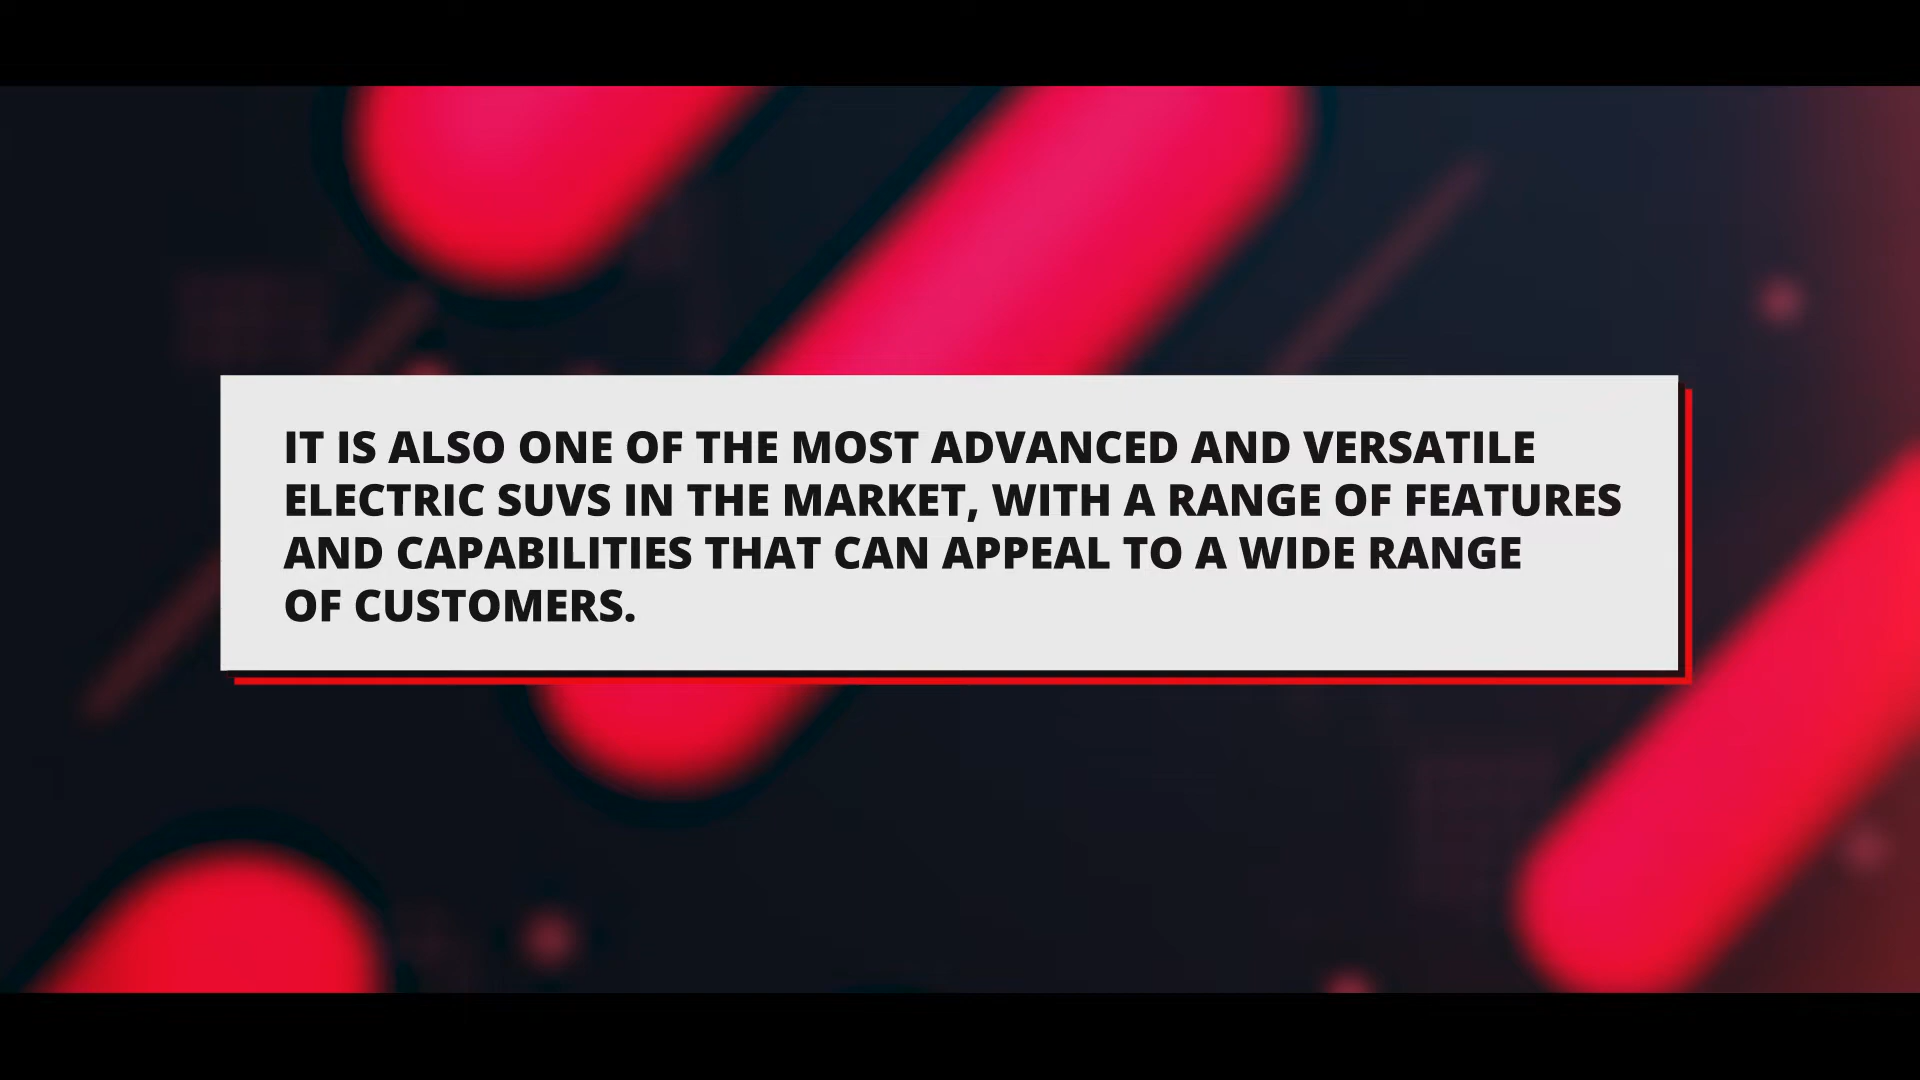 IT IS ALSO ONE OF THE MOST ADVANCED AND VERSATILE
ELECTRIC SUVS IN THE MARKET, WITH A RANGE OF FEATURES
AND CAPABILITIES THAT CAN APPEAL TO A WIDE RANGE
OF CUSTOMERS.